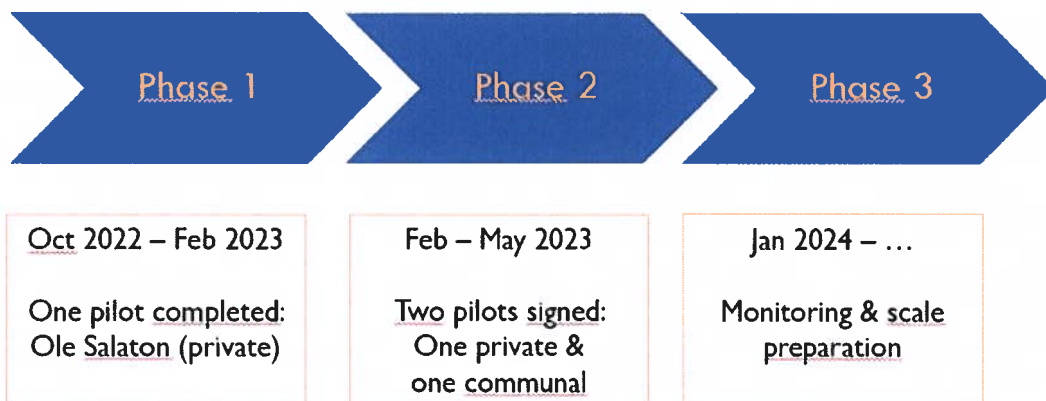 Phase 1
Phase 2
Phase 3
Oct 2022 – Feb 2023
One pilot completed:
Ole Salaton (private)
Feb – May 2023
Two pilots signed:
One private &
one communal
Jan 2024 – ...
Monitoring & scale
preparation